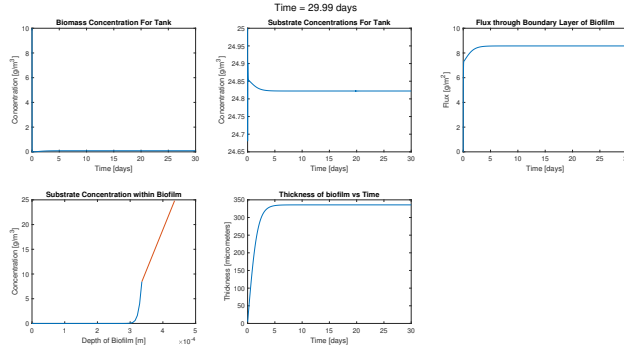 Time = 29.99 days
Biomass Concentration For Tank
Concentration [g/m³]
10
8
6
4
2
0
0 5 10 15 20 25 30
Time [days]
Substrate Concentrations For Tank
Concentration [g/m³]
25
24.95
24.9
24.85
24.8
24.75
24.7
24.65
0 5 10 15 20 25 30
Time [days]
Flux through Boundary Layer of Biofilm
Flux [g/m²]
10
8
6
4
2
0
0 5 10 15 20 25 30
Time [days]
Substrate Concentration within Biofilm
Concentration [g/m³]
25
20
15
10
5
0
0 1 2 3 4 5
Depth of Biofilm [m]
×10⁻⁴
Thickness of biofilm vs Time
Thickness [micrometers]
350
300
250
200
150
100
50
0
0 5 10 15 20 25 30
Time [days]